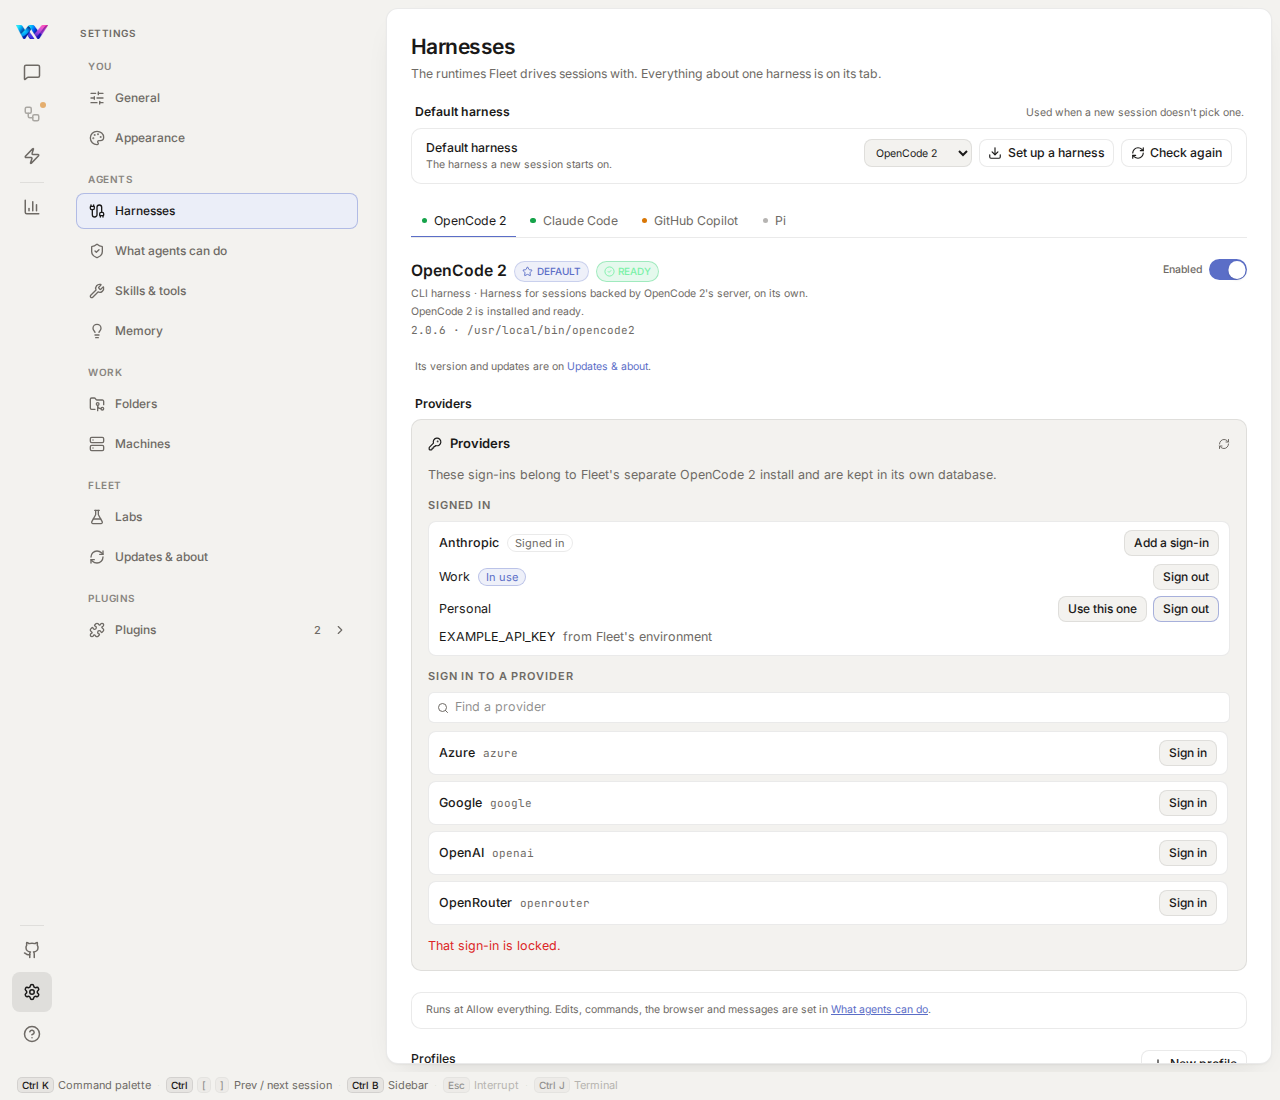 SETTINGS
YOU
General
Appearance
AGENTS
Harnesses
What agents can do
Skills & tools
Memory
WORK
Folders
Machines
FLEET
Labs
Updates & about
PLUGINS
Plugins 2
Harnesses
The runtimes Fleet drives sessions with. Everything about one harness is on its tab.
Default harness Used when a new session doesn't pick one.
Default harness
The harness a new session starts on.
OpenCode 2 Set up a harness Check again
OpenCode 2 Claude Code GitHub Copilot Pi
OpenCode 2 DEFAULT READY Enabled
CLI harness · Harness for sessions backed by OpenCode 2's server, on its own.
OpenCode 2 is installed and ready.
2.0.6 · /usr/local/bin/opencode2
Its version and updates are on Updates & about.
Providers
Providers
These sign-ins belong to Fleet's separate OpenCode 2 install and are kept in its own database.
SIGNED IN
Anthropic Signed in Add a sign-in
Work In use Sign out
Personal Use this one Sign out
EXAMPLE_API_KEY from Fleet's environment
SIGN IN TO A PROVIDER
Find a provider
Azure azure Sign in
Google google Sign in
OpenAI openai Sign in
OpenRouter openrouter Sign in
That sign-in is locked.
Runs at Allow everything. Edits, commands, the browser and messages are set in What agents can do.
Profiles New profile
Ctrl K Command palette Ctrl [ ] Prev / next session Ctrl B Sidebar Esc Interrupt Ctrl J Terminal